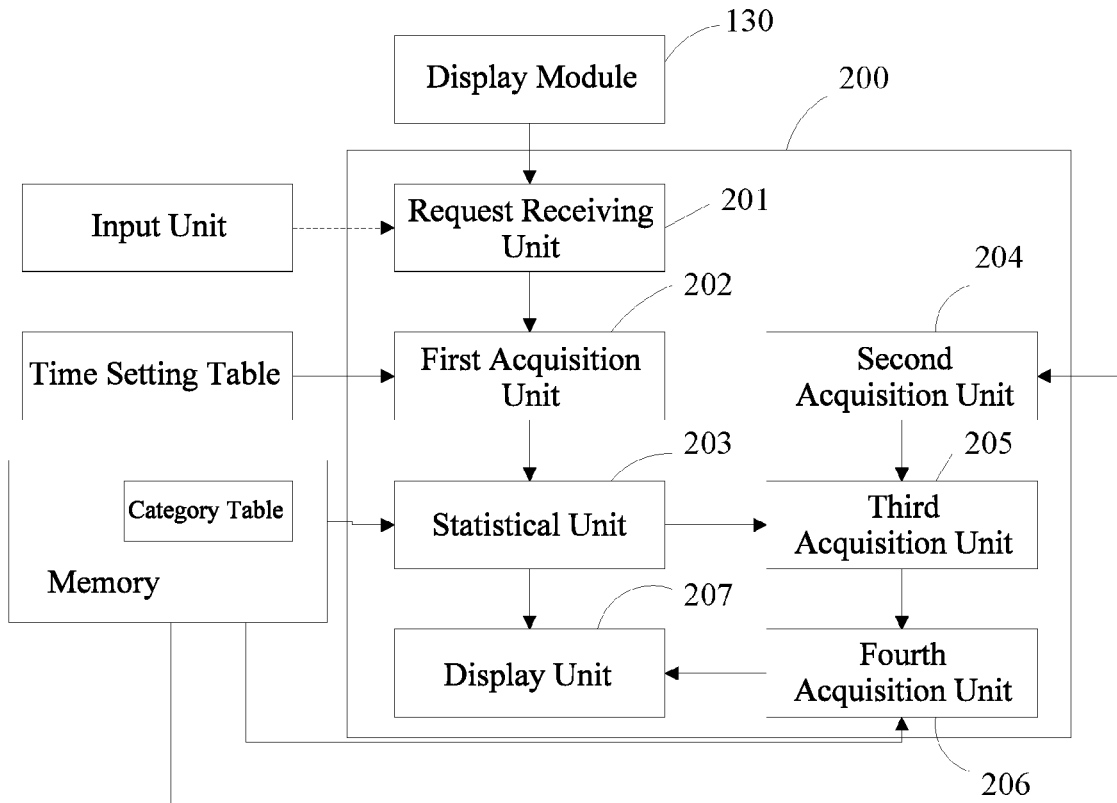 130
Display Module
200
Input Unit
Request Receiving
Unit
201
202
204
Time Setting Table
First Acquisition
Unit
Second
Acquisition Unit
203
205
Category Table
Statistical Unit
Third
Acquisition Unit
Memory
207
Display Unit
Fourth
Acquisition Unit
206